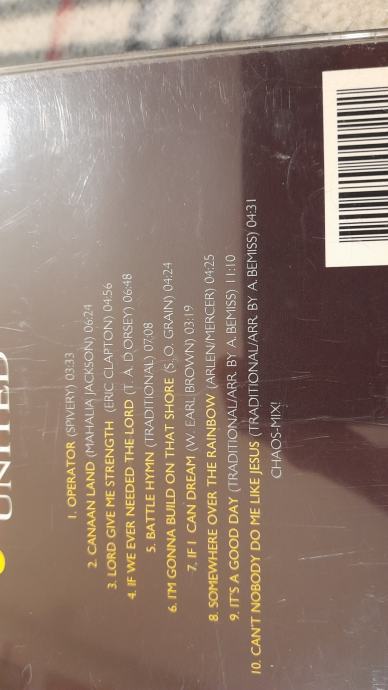 UNITED
1. OPERATOR (SPIVERY) 03:33
2. CANAAN LAND (MAHALIA JACKSON) 06:24
3. LORD GIVE ME STRENGTH (ERIC CLAPTON) 04:56
4. IF WE EVER NEEDED THE LORD (T. A. DORSEY) 06:48
5. BATTLE HYMN (TRADITIONAL) 07:08
6. I'M GONNA BUILD ON THAT SHORE (S. O. GRAIN) 04:24
7. IF I CAN DREAM (W. EARL BROWN) 03:19
8. SOMEWHERE OVER THE RAINBOW (ARLEN/MERCER) 04:25
9. IT'S A GOOD DAY (TRADITIONAL/ARR. BY A. BEMISS) 11:10
10. CAN'T NOBODY DO ME LIKE JESUS (TRADITIONAL/ARR. BY A. BEMISS) 04:31
CHAOS-MIX!